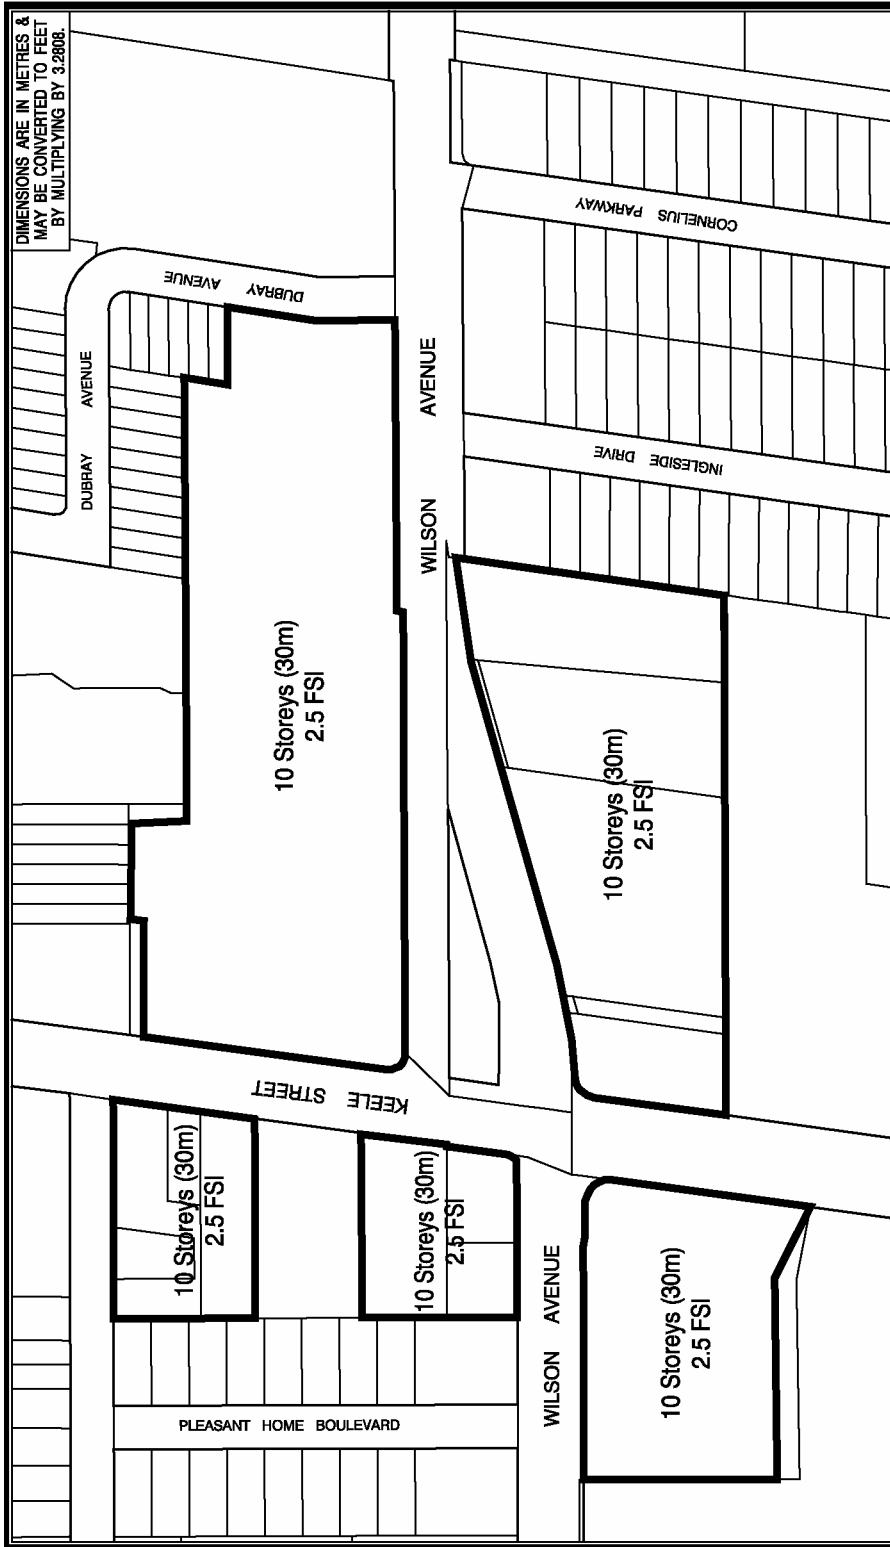 DIMENSIONS ARE IN METRES &
MAY BE CONVERTED TO FEET
BY MULTIPLYING BY 3.2808.
DUBRAY AVENUE
DUBRAY AVENUE
CORNELIUS PARKWAY
WILSON AVENUE
INGLESIDE DRIVE
10 Storeys (30m)
2.5 FSI
10 Storeys (30m)
2.5 FSI
KEELE STREET
10 Storeys (30m)
2.5 FSI
10 Storeys (30m)
2.5 FSI
WILSON AVENUE
10 Storeys (30m)
2.5 FSI
PLEASANT HOME BOULEVARD